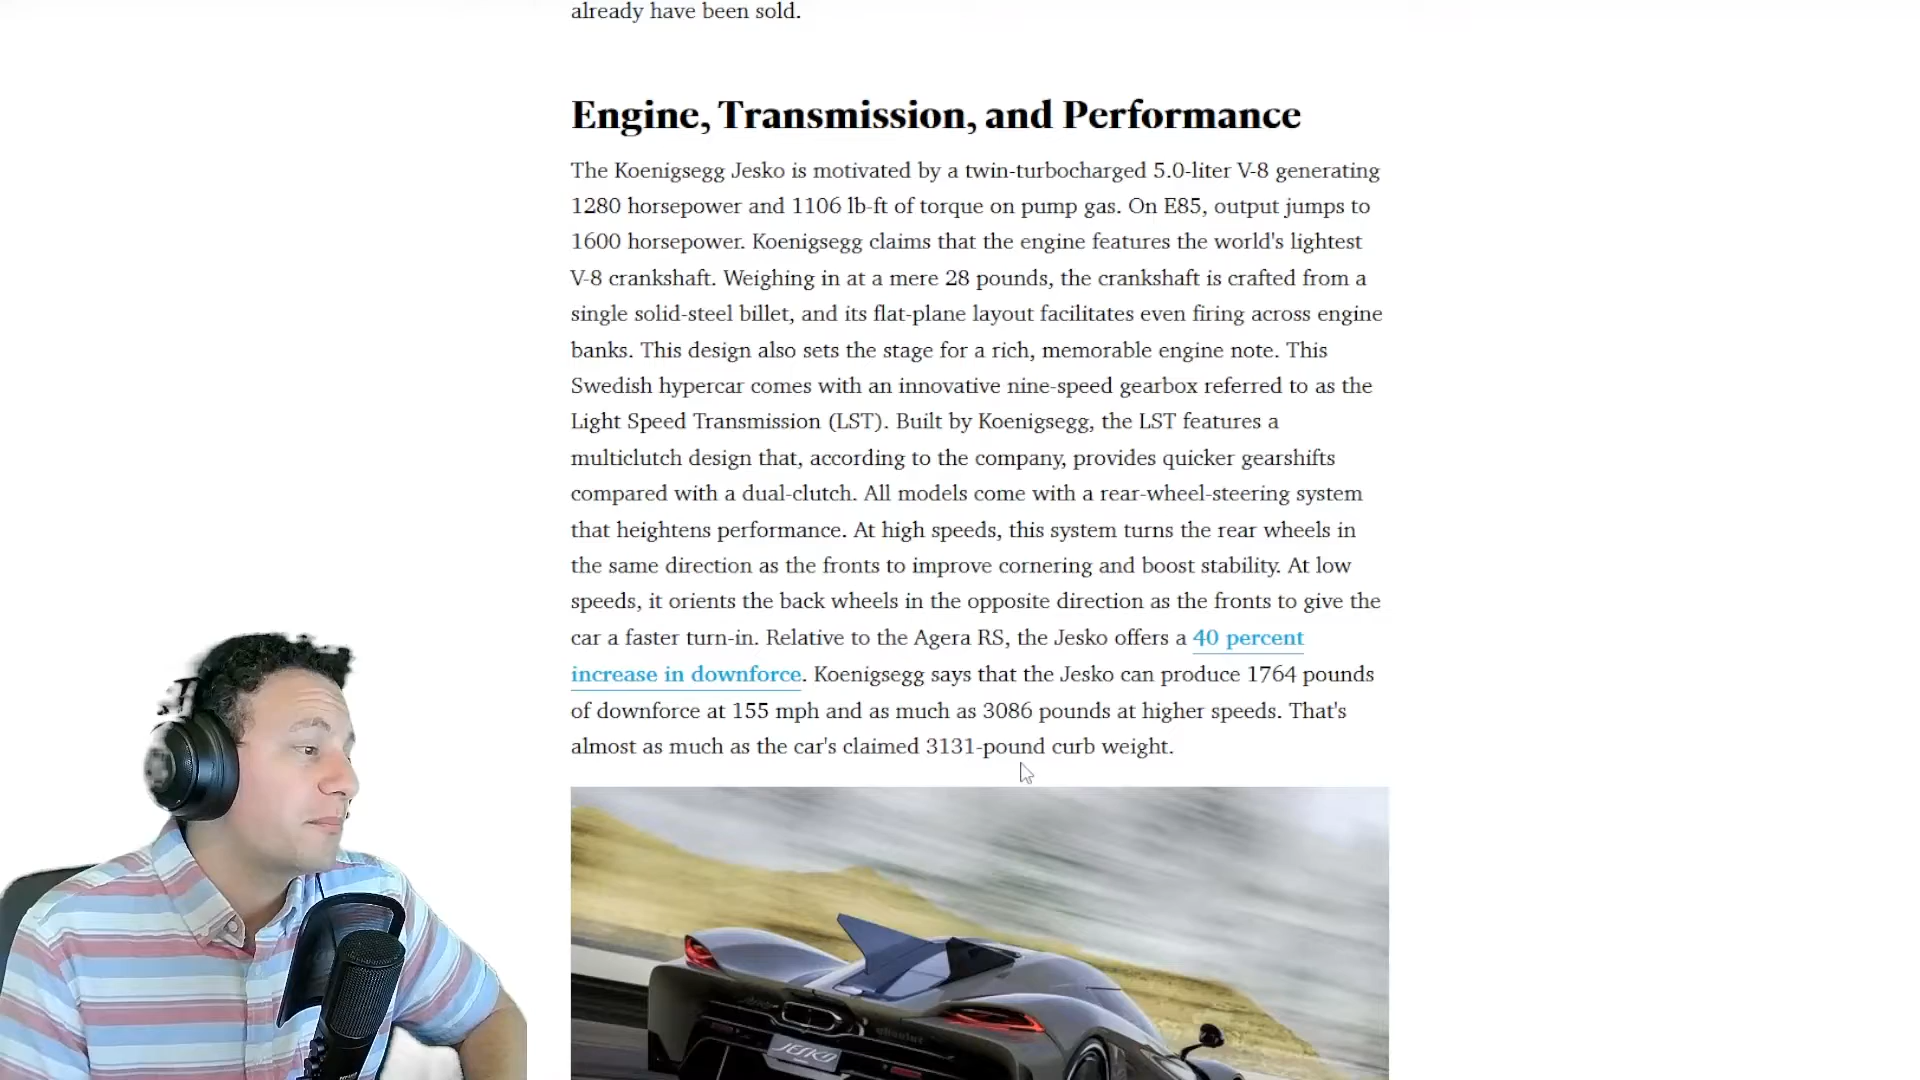 already have been sold.
Engine, Transmission, and Performance
The Koenigsegg Jesko is motivated by a twin-turbocharged 5.0-liter V-8 generating
1280 horsepower and 1106 lb-ft of torque on pump gas. On E85, output jumps to
1600 horsepower. Koenigsegg claims that the engine features the world's lightest
V-8 crankshaft. Weighing in at a mere 28 pounds, the crankshaft is crafted from a
single solid-steel billet, and its flat-plane layout facilitates even firing across engine
banks. This design also sets the stage for a rich, memorable engine note. This
Swedish hypercar comes with an innovative nine-speed gearbox referred to as the
Light Speed Transmission (LST). Built by Koenigsegg, the LST features a
multiclutch design that, according to the company, provides quicker gearshifts
compared with a dual-clutch. All models come with a rear-wheel-steering system
that heightens performance. At high speeds, this system turns the rear wheels in
the same direction as the fronts to improve cornering and boost stability. At low
speeds, it orients the back wheels in the opposite direction as the fronts to give the
car a faster turn-in. Relative to the Agera RS, the Jesko offers a 40 percent
increase in downforce. Koenigsegg says that the Jesko can produce 1764 pounds
of downforce at 155 mph and as much as 3086 pounds at higher speeds. That's
almost as much as the car's claimed 3131-pound curb weight.
JESKO